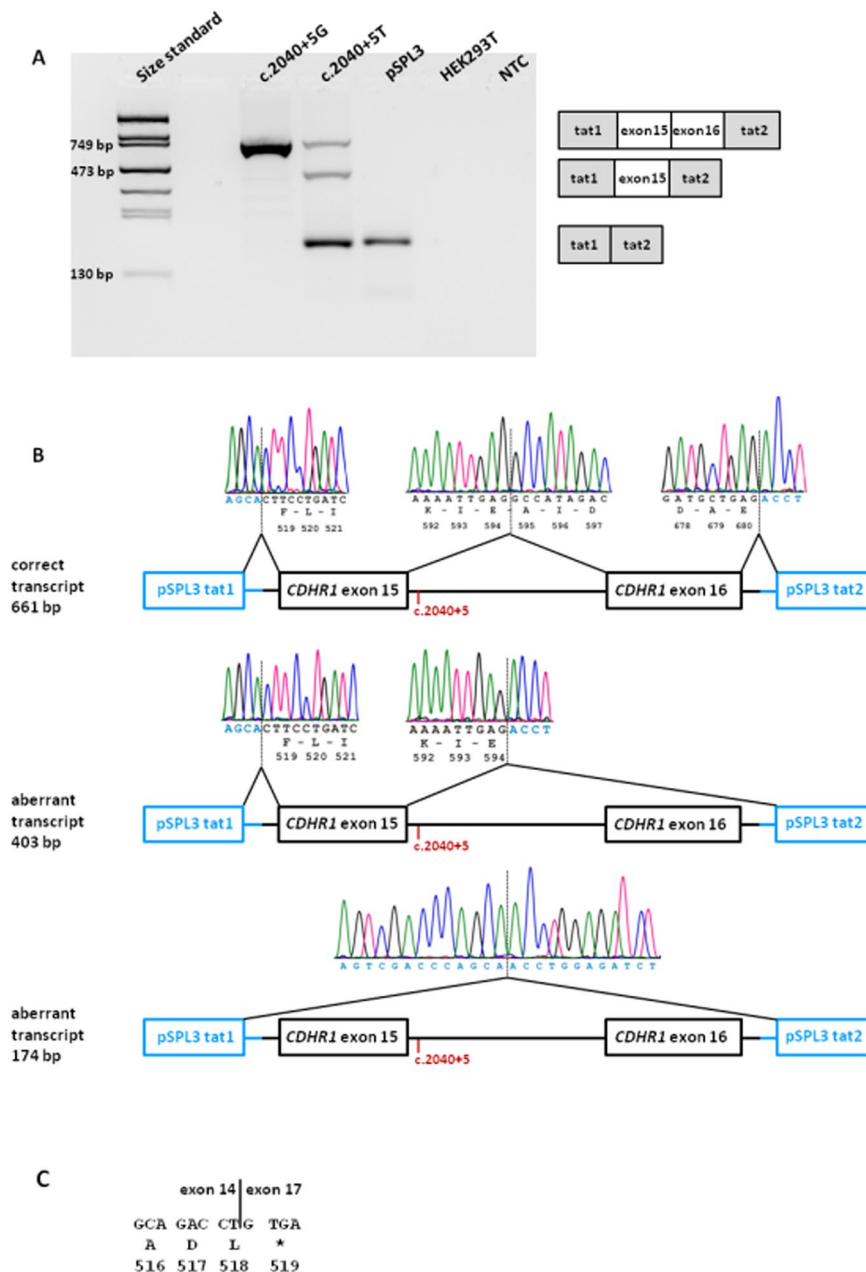 A
Size standard
c.2040+5G
c.2040+5T
pSPL3
HEK293T
NTC
749 bp
473 bp
130 bp
tat1 exon15 exon16 tat2
tat1 exon15 tat2
tat1 tat2
B
AGCACTTCCTGATC
F - L - I
519 520 521
AAAATTGAGGCCATAGAC
K - I - E - A - I - D
592 593 594 595 596 597
GATGCTGAGACCT
D - A - E
678 679 680
correct
transcript
661 bp
pSPL3 tat1
CDHR1 exon 15
c.2040+5
CDHR1 exon 16
pSPL3 tat2
AGCACTTCCTGATC
F - L - I
519 520 521
AAAATTGAGACCT
K - I - E
592 593 594
aberrant
transcript
403 bp
pSPL3 tat1
CDHR1 exon 15
c.2040+5
CDHR1 exon 16
pSPL3 tat2
AGTCGACCCAGCAACCTGGAGATCT
aberrant
transcript
174 bp
pSPL3 tat1
CDHR1 exon 15
c.2040+5
CDHR1 exon 16
pSPL3 tat2
C
exon 14 exon 17
GCA GAC CTG TGA
A D L *
516 517 518 519